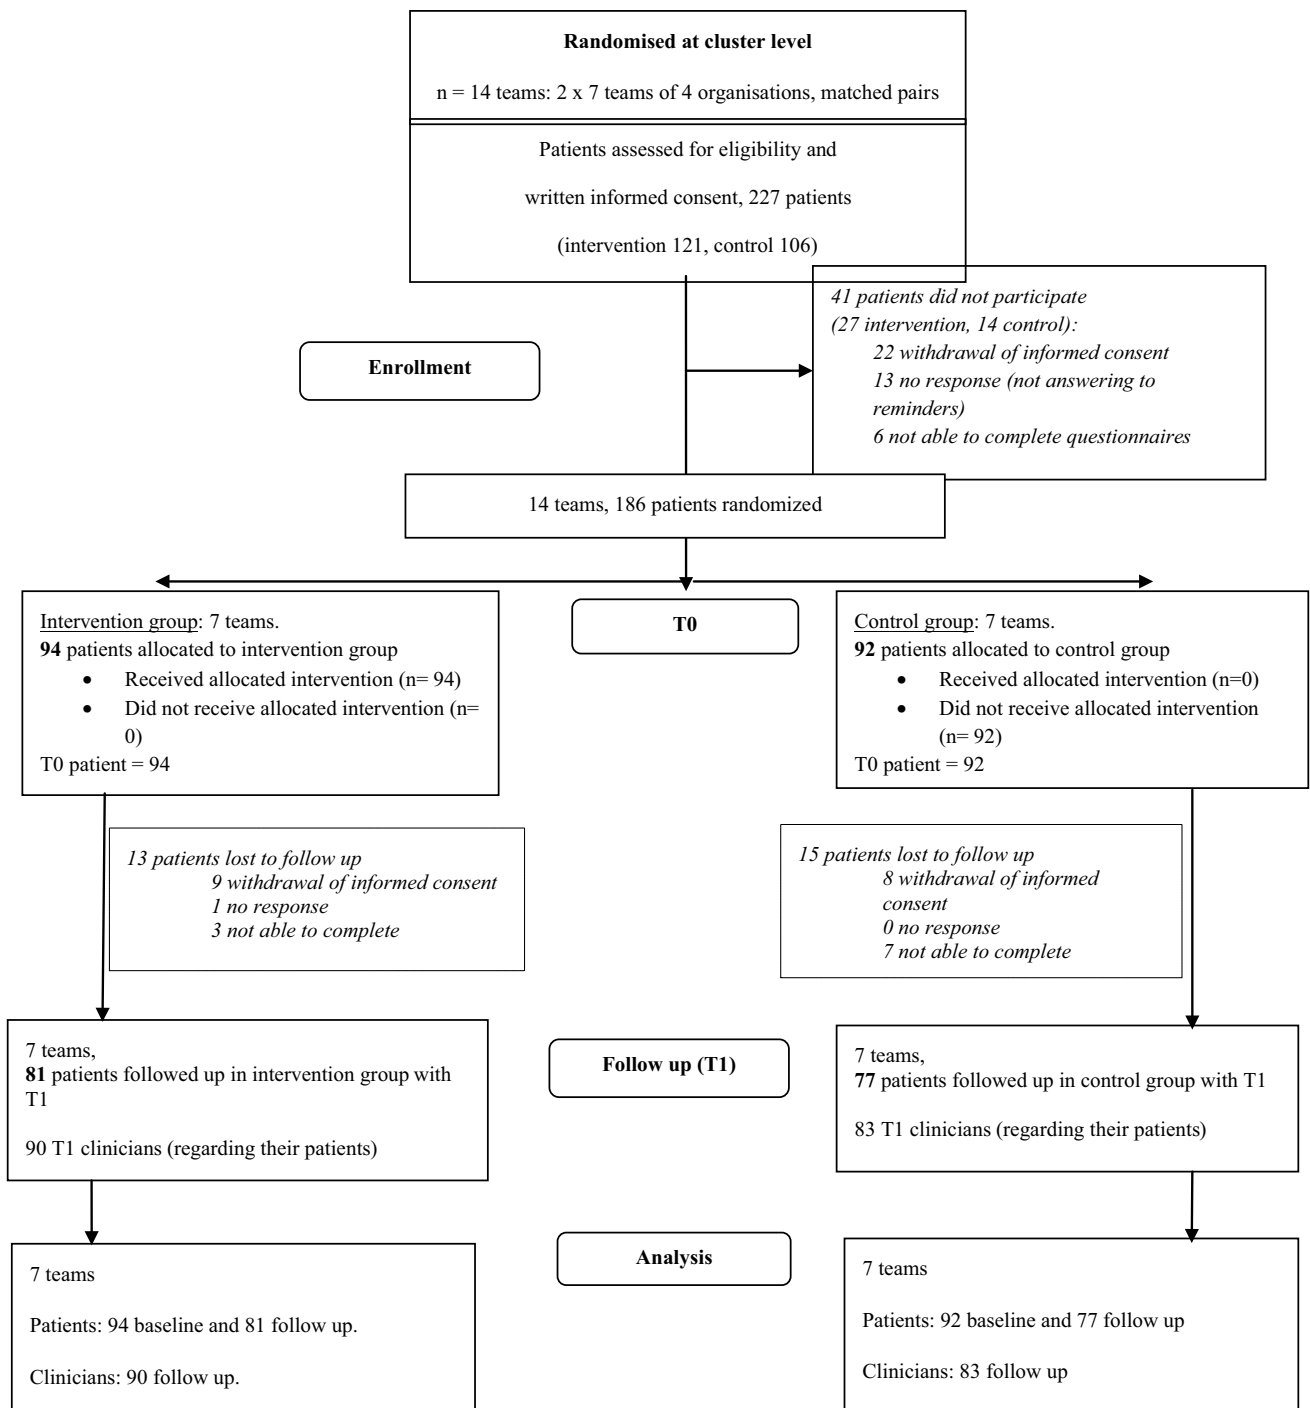 Randomised at cluster level
n = 14 teams: 2 x 7 teams of 4 organisations, matched pairs
Patients assessed for eligibility and
written informed consent, 227 patients
(intervention 121, control 106)
41 patients did not participate
(27 intervention, 14 control):
22 withdrawal of informed consent
13 no response (not answering to
reminders)
6 not able to complete questionnaires
Enrollment
14 teams, 186 patients randomized
Intervention group: 7 teams.
94 patients allocated to intervention group
• Received allocated intervention (n= 94)
• Did not receive allocated intervention (n=
0)
T0 patient = 94
T0
Control group: 7 teams.
92 patients allocated to control group
• Received allocated intervention (n=0)
• Did not receive allocated intervention
(n= 92)
T0 patient = 92
13 patients lost to follow up
9 withdrawal of informed consent
1 no response
3 not able to complete
15 patients lost to follow up
8 withdrawal of informed
consent
0 no response
7 not able to complete
7 teams,
81 patients followed up in intervention group with
T1
90 T1 clinicians (regarding their patients)
Follow up (T1)
7 teams,
77 patients followed up in control group with T1
83 T1 clinicians (regarding their patients)
7 teams
Patients: 94 baseline and 81 follow up.
Clinicians: 90 follow up.
Analysis
7 teams
Patients: 92 baseline and 77 follow up
Clinicians: 83 follow up